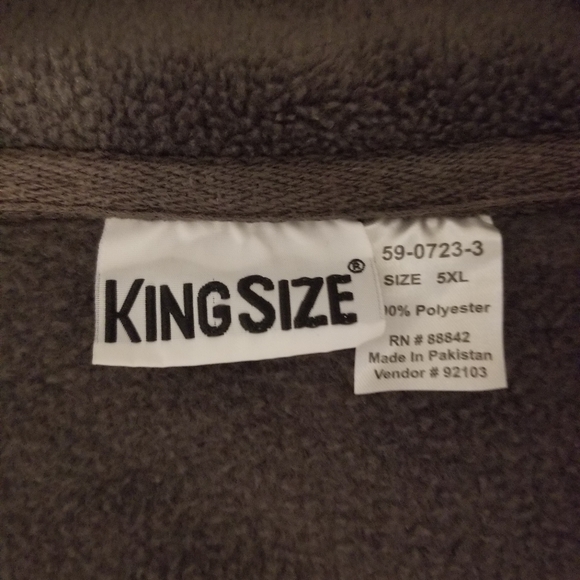 KINGSIZE®
59-0723-3
SIZE 5XL
00% Polyester
RN # 88842
Made In Pakistan
Vendor # 92103